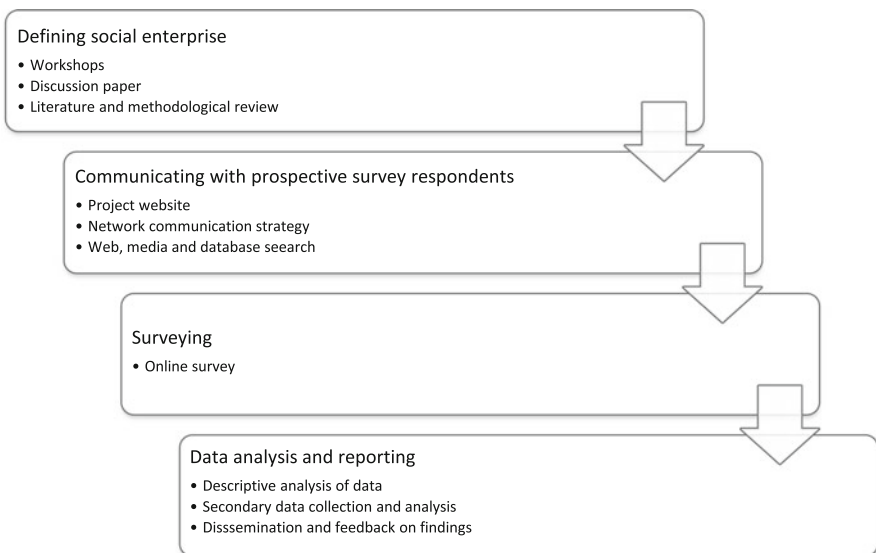 Defining social enterprise
• Workshops
• Discussion paper
• Literature and methodological review
Communicating with prospective survey respondents
• Project website
• Network communication strategy
• Web, media and database seearch
Surveying
• Online survey
Data analysis and reporting
• Descriptive analysis of data
• Secondary data collection and analysis
• Disssemination and feedback on findings